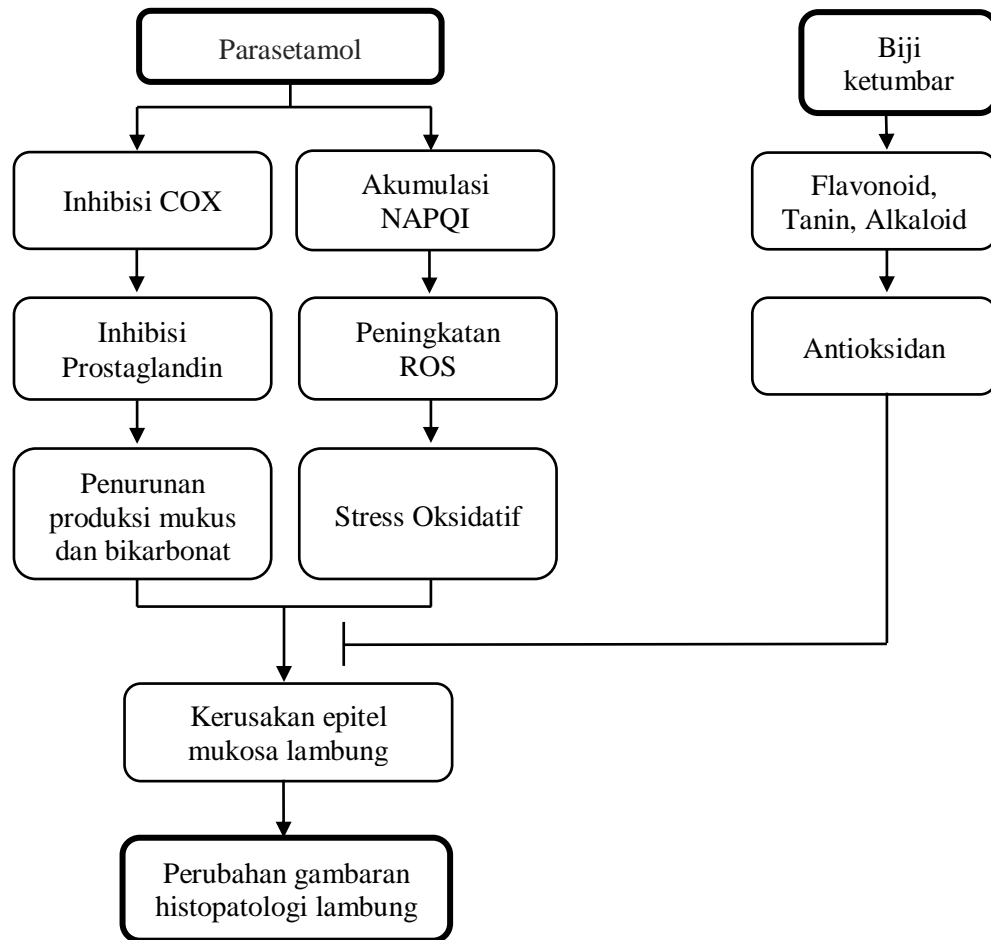 Parasetamol
Biji
ketumbar
Inhibisi COX
Akumulasi
NAPQI
Flavonoid,
Tanin, Alkaloid
Inhibisi
Prostaglandin
Peningkatan
ROS
Antioksidan
Penurunan
produksi mukus
dan bikarbonat
Stress Oksidatif
Kerusakan epitel
mukosa lambung
Perubahan gambaran
histopatologi lambung